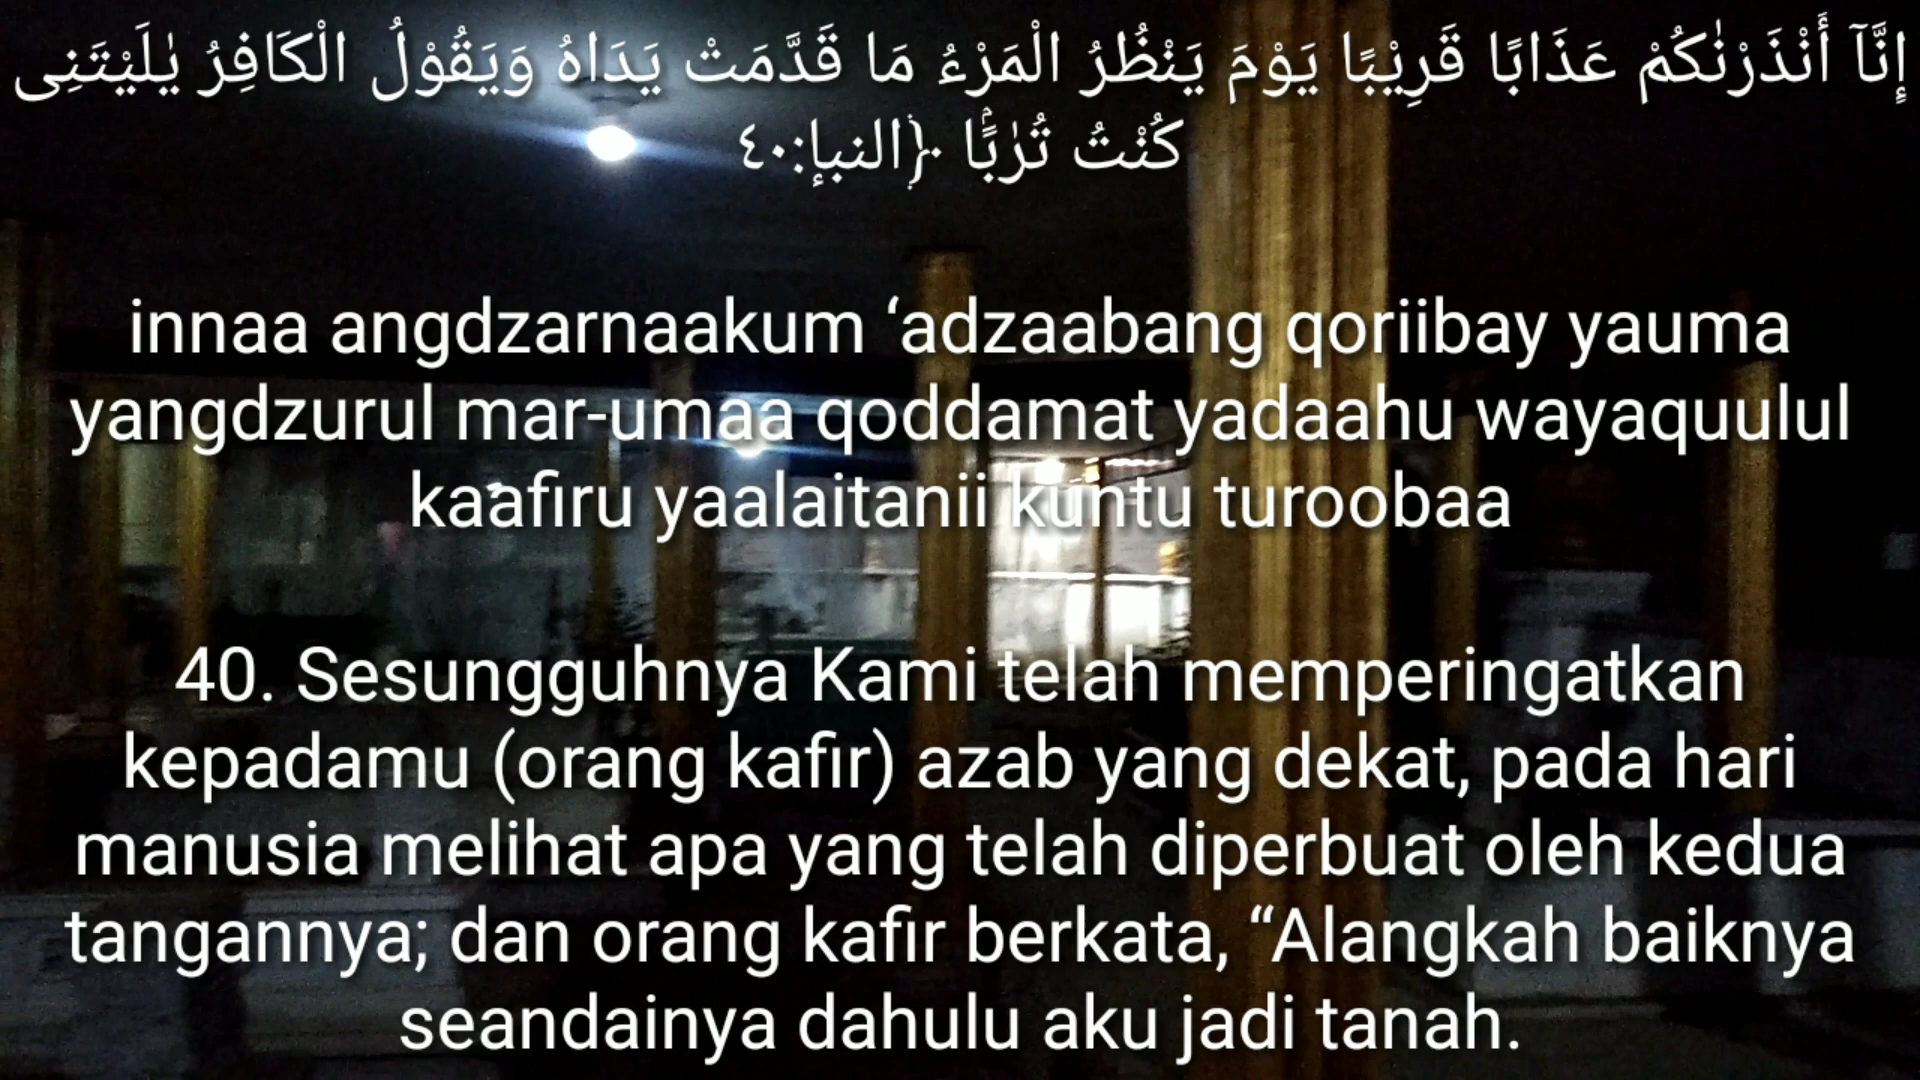 إِنَّآ أَنْذَرْنٰكُمْ عَذَابًا قَرِيْبًا يَوْمَ يَنْظُرُ الْمَرْءُ مَا قَدَّمَتْ يَدَاهُ وَيَقُوْلُ الْكَافِرُ يٰلَيْتَنِى
كُنْتُ تُرٰبًا ۠ ﴿النبإ:٤٠
innaa angdzarnaakum ‘adzaabang qoriibay yauma
yangdzurul mar-umaa qoddamat yadaahu wayaquulul
kaafiru yaalaitanii kuntu turoobaa
40. Sesungguhnya Kami telah memperingatkan
kepadamu (orang kafir) azab yang dekat, pada hari
manusia melihat apa yang telah diperbuat oleh kedua
tangannya; dan orang kafir berkata, “Alangkah baiknya
seandainya dahulu aku jadi tanah.